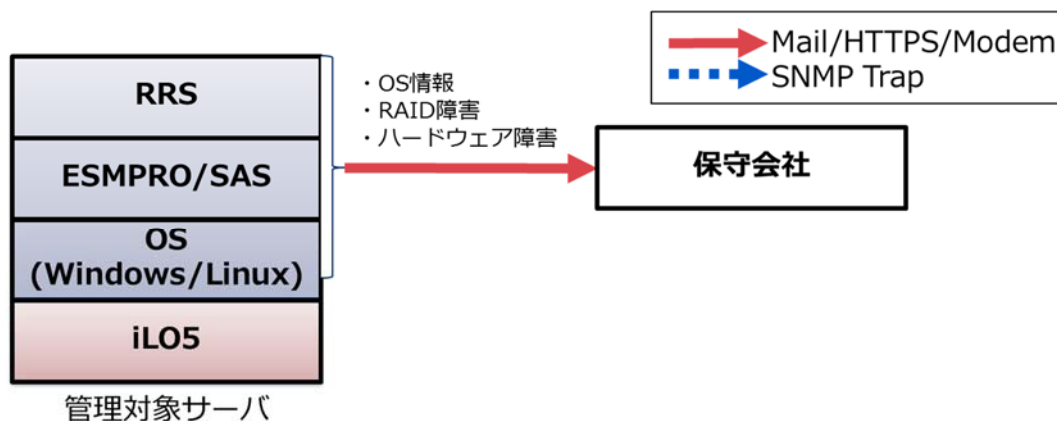 Mail/HTTPS/Modem
SNMP Trap
RRS
・OS情報
・RAID障害
・ハードウェア障害
保守会社
ESMPRO/SAS
OS
(Windows/Linux)
iLO5
管理対象サーバ